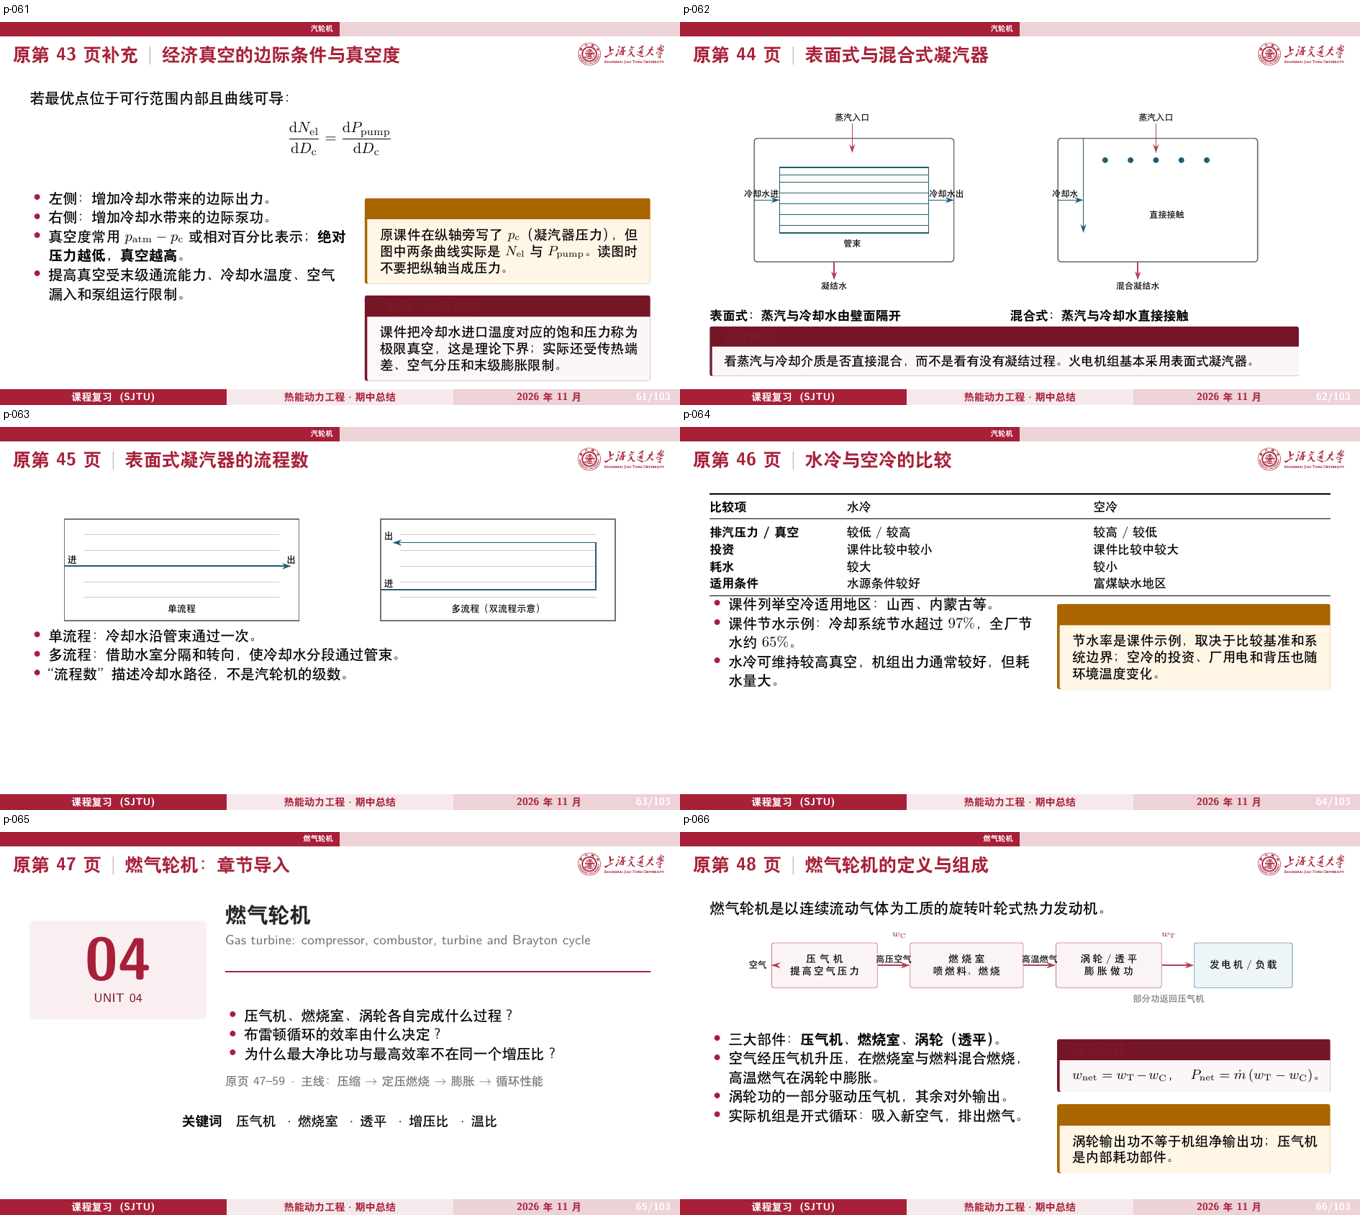 p-061
汽轮机
原第 43 页补充 | 经济真空的边际条件与真空度
上海交通大学
SHANGHAI JIAO TONG UNIVERSITY
若最优点位于可行范围内部且曲线可导：
dN_el/dD_c = dP_pump/dD_c
• 左侧：增加冷却水带来的边际出力。
• 右侧：增加冷却水带来的边际泵功。
• 真空度常用 p_atm − p_c 或相对百分比表示；绝对
压力越低，真空越高。
• 提高真空受末级通流能力、冷却水温度、空气
漏入和泵组运行限制。
原课件在纵轴旁写了 p_c（凝汽器压力），但
图中两条曲线实际是 N_el 与 P_pump。读图时
不要把纵轴当成压力。
课件把冷却水进口温度对应的饱和压力称为
极限真空，这是理论下界；实际还受传热端
差、空气分压和末级膨胀限制。
课程复习（SJTU）
热能动力工程 · 期中总结
2026 年 11 月
61/103
p-062
汽轮机
原第 44 页 | 表面式与混合式凝汽器
上海交通大学
SHANGHAI JIAO TONG UNIVERSITY
蒸汽入口
冷却水进
冷却水出
管束
凝结水
蒸汽入口
冷却水
直接接触
混合凝结水
表面式：蒸汽与冷却水由壁面隔开
混合式：蒸汽与冷却水直接接触
看蒸汽与冷却介质是否直接混合，而不是看有没有凝结过程。火电机组基本采用表面式凝汽器。
课程复习（SJTU）
热能动力工程 · 期中总结
2026 年 11 月
62/103
p-063
汽轮机
原第 45 页 | 表面式凝汽器的流程数
上海交通大学
SHANGHAI JIAO TONG UNIVERSITY
进
出
单流程
出
进
多流程（双流程示意）
• 单流程：冷却水沿管束通过一次。
• 多流程：借助水室分隔和转向，使冷却水分段通过管束。
• “流程数”描述冷却水路径，不是汽轮机的级数。
课程复习（SJTU）
热能动力工程 · 期中总结
2026 年 11 月
63/103
p-064
汽轮机
原第 46 页 | 水冷与空冷的比较
上海交通大学
SHANGHAI JIAO TONG UNIVERSITY
比较项 水冷 空冷
排汽压力 / 真空 较低 / 较高 较高 / 较低
投资 课件比较中较小 课件比较中较大
耗水 较大 较小
适用条件 水源条件较好 富煤缺水地区
• 课件列举空冷适用地区：山西、内蒙古等。
• 课件节水示例：冷却系统节水超过 97%，全厂节
水约 65%。
• 水冷可维持较高真空，机组出力通常较好，但耗
水量大。
节水率是课件示例，取决于比较基准和系
统边界；空冷的投资、厂用电和背压也随
环境温度变化。
课程复习（SJTU）
热能动力工程 · 期中总结
2026 年 11 月
64/103
p-065
燃气轮机
原第 47 页 | 燃气轮机：章节导入
上海交通大学
SHANGHAI JIAO TONG UNIVERSITY
04
UNIT 04
燃气轮机
Gas turbine: compressor, combustor, turbine and Brayton cycle
• 压气机、燃烧室、涡轮各自完成什么过程？
• 布雷顿循环的效率由什么决定？
• 为什么最大净比功与最高效率不在同一个增压比？
原页 47–59 · 主线：压缩 → 定压燃烧 → 膨胀 → 循环性能
关键词 压气机 · 燃烧室 · 透平 · 增压比 · 温比
课程复习（SJTU）
热能动力工程 · 期中总结
2026 年 11 月
65/103
p-066
燃气轮机
原第 48 页 | 燃气轮机的定义与组成
上海交通大学
SHANGHAI JIAO TONG UNIVERSITY
燃气轮机是以连续流动气体为工质的旋转叶轮式热力发动机。
w_C
w_T
空气
压气机
提高空气压力
高压空气
燃烧室
喷燃料、燃烧
高温燃气
涡轮 / 透平
膨胀做功
发电机 / 负载
部分功返回压气机
• 三大部件：压气机、燃烧室、涡轮（透平）。
• 空气经压气机升压，在燃烧室与燃料混合燃烧，
高温燃气在涡轮中膨胀。
• 涡轮功的一部分驱动压气机，其余对外输出。
• 实际机组是开式循环：吸入新空气，排出燃气。
w_net = w_T − w_C， P_net = ṁ (w_T − w_C)。
涡轮输出功不等于机组净输出功；压气机
是内部耗功部件。
课程复习（SJTU）
热能动力工程 · 期中总结
2026 年 11 月
66/103